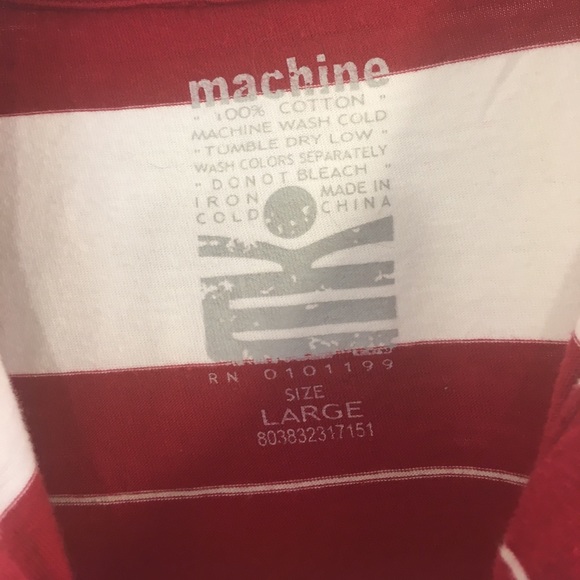 machine
" 100% COTTON "
MACHINE WASH COLD
" TUMBLE DRY LOW "
WASH COLORS SEPARATELY
" DO NOT BLEACH "
IRON MADE IN
COLD CHINA
RN 0101199
SIZE
LARGE
803832317151